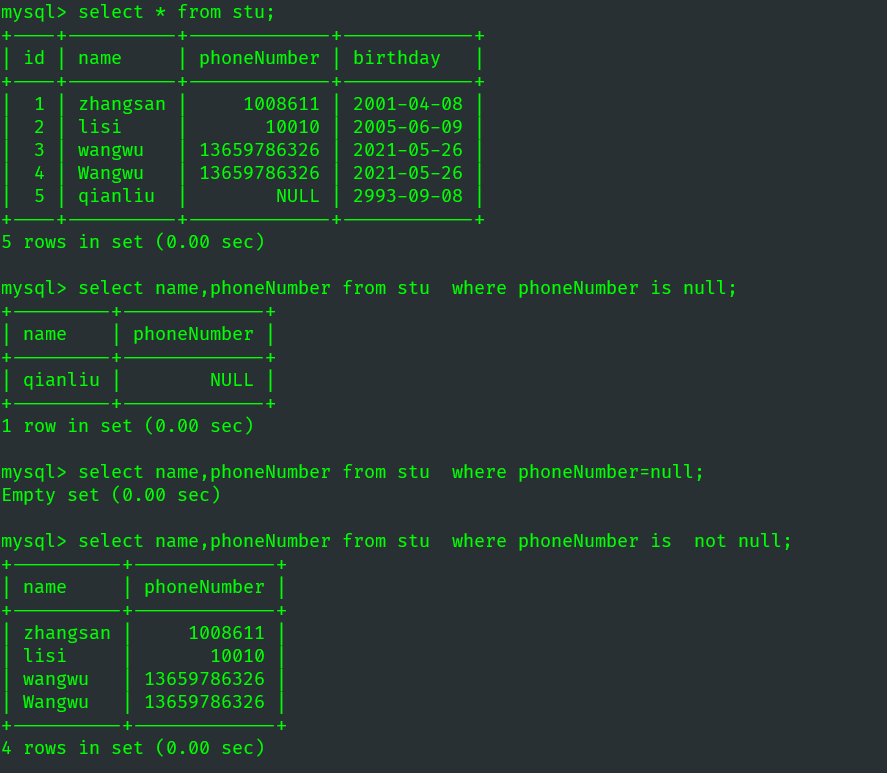 mysql> select * from stu;
+----+----------+-------------+------------+
| id | name     | phoneNumber | birthday   |
+----+----------+-------------+------------+
|  1 | zhangsan |     1008611 | 2001-04-08 |
|  2 | lisi     |       10010 | 2005-06-09 |
|  3 | wangwu   | 13659786326 | 2021-05-26 |
|  4 | Wangwu   | 13659786326 | 2021-05-26 |
|  5 | qianliu  |        NULL | 2993-09-08 |
+----+----------+-------------+------------+
5 rows in set (0.00 sec)

mysql> select name,phoneNumber from stu  where phoneNumber is null;
+---------+-------------+
| name    | phoneNumber |
+---------+-------------+
| qianliu |        NULL |
+---------+-------------+
1 row in set (0.00 sec)

mysql> select name,phoneNumber from stu  where phoneNumber=null;
Empty set (0.00 sec)

mysql> select name,phoneNumber from stu  where phoneNumber is  not null;
+----------+-------------+
| name     | phoneNumber |
+----------+-------------+
| zhangsan |     1008611 |
| lisi     |       10010 |
| wangwu   | 13659786326 |
| Wangwu   | 13659786326 |
+----------+-------------+
4 rows in set (0.00 sec)